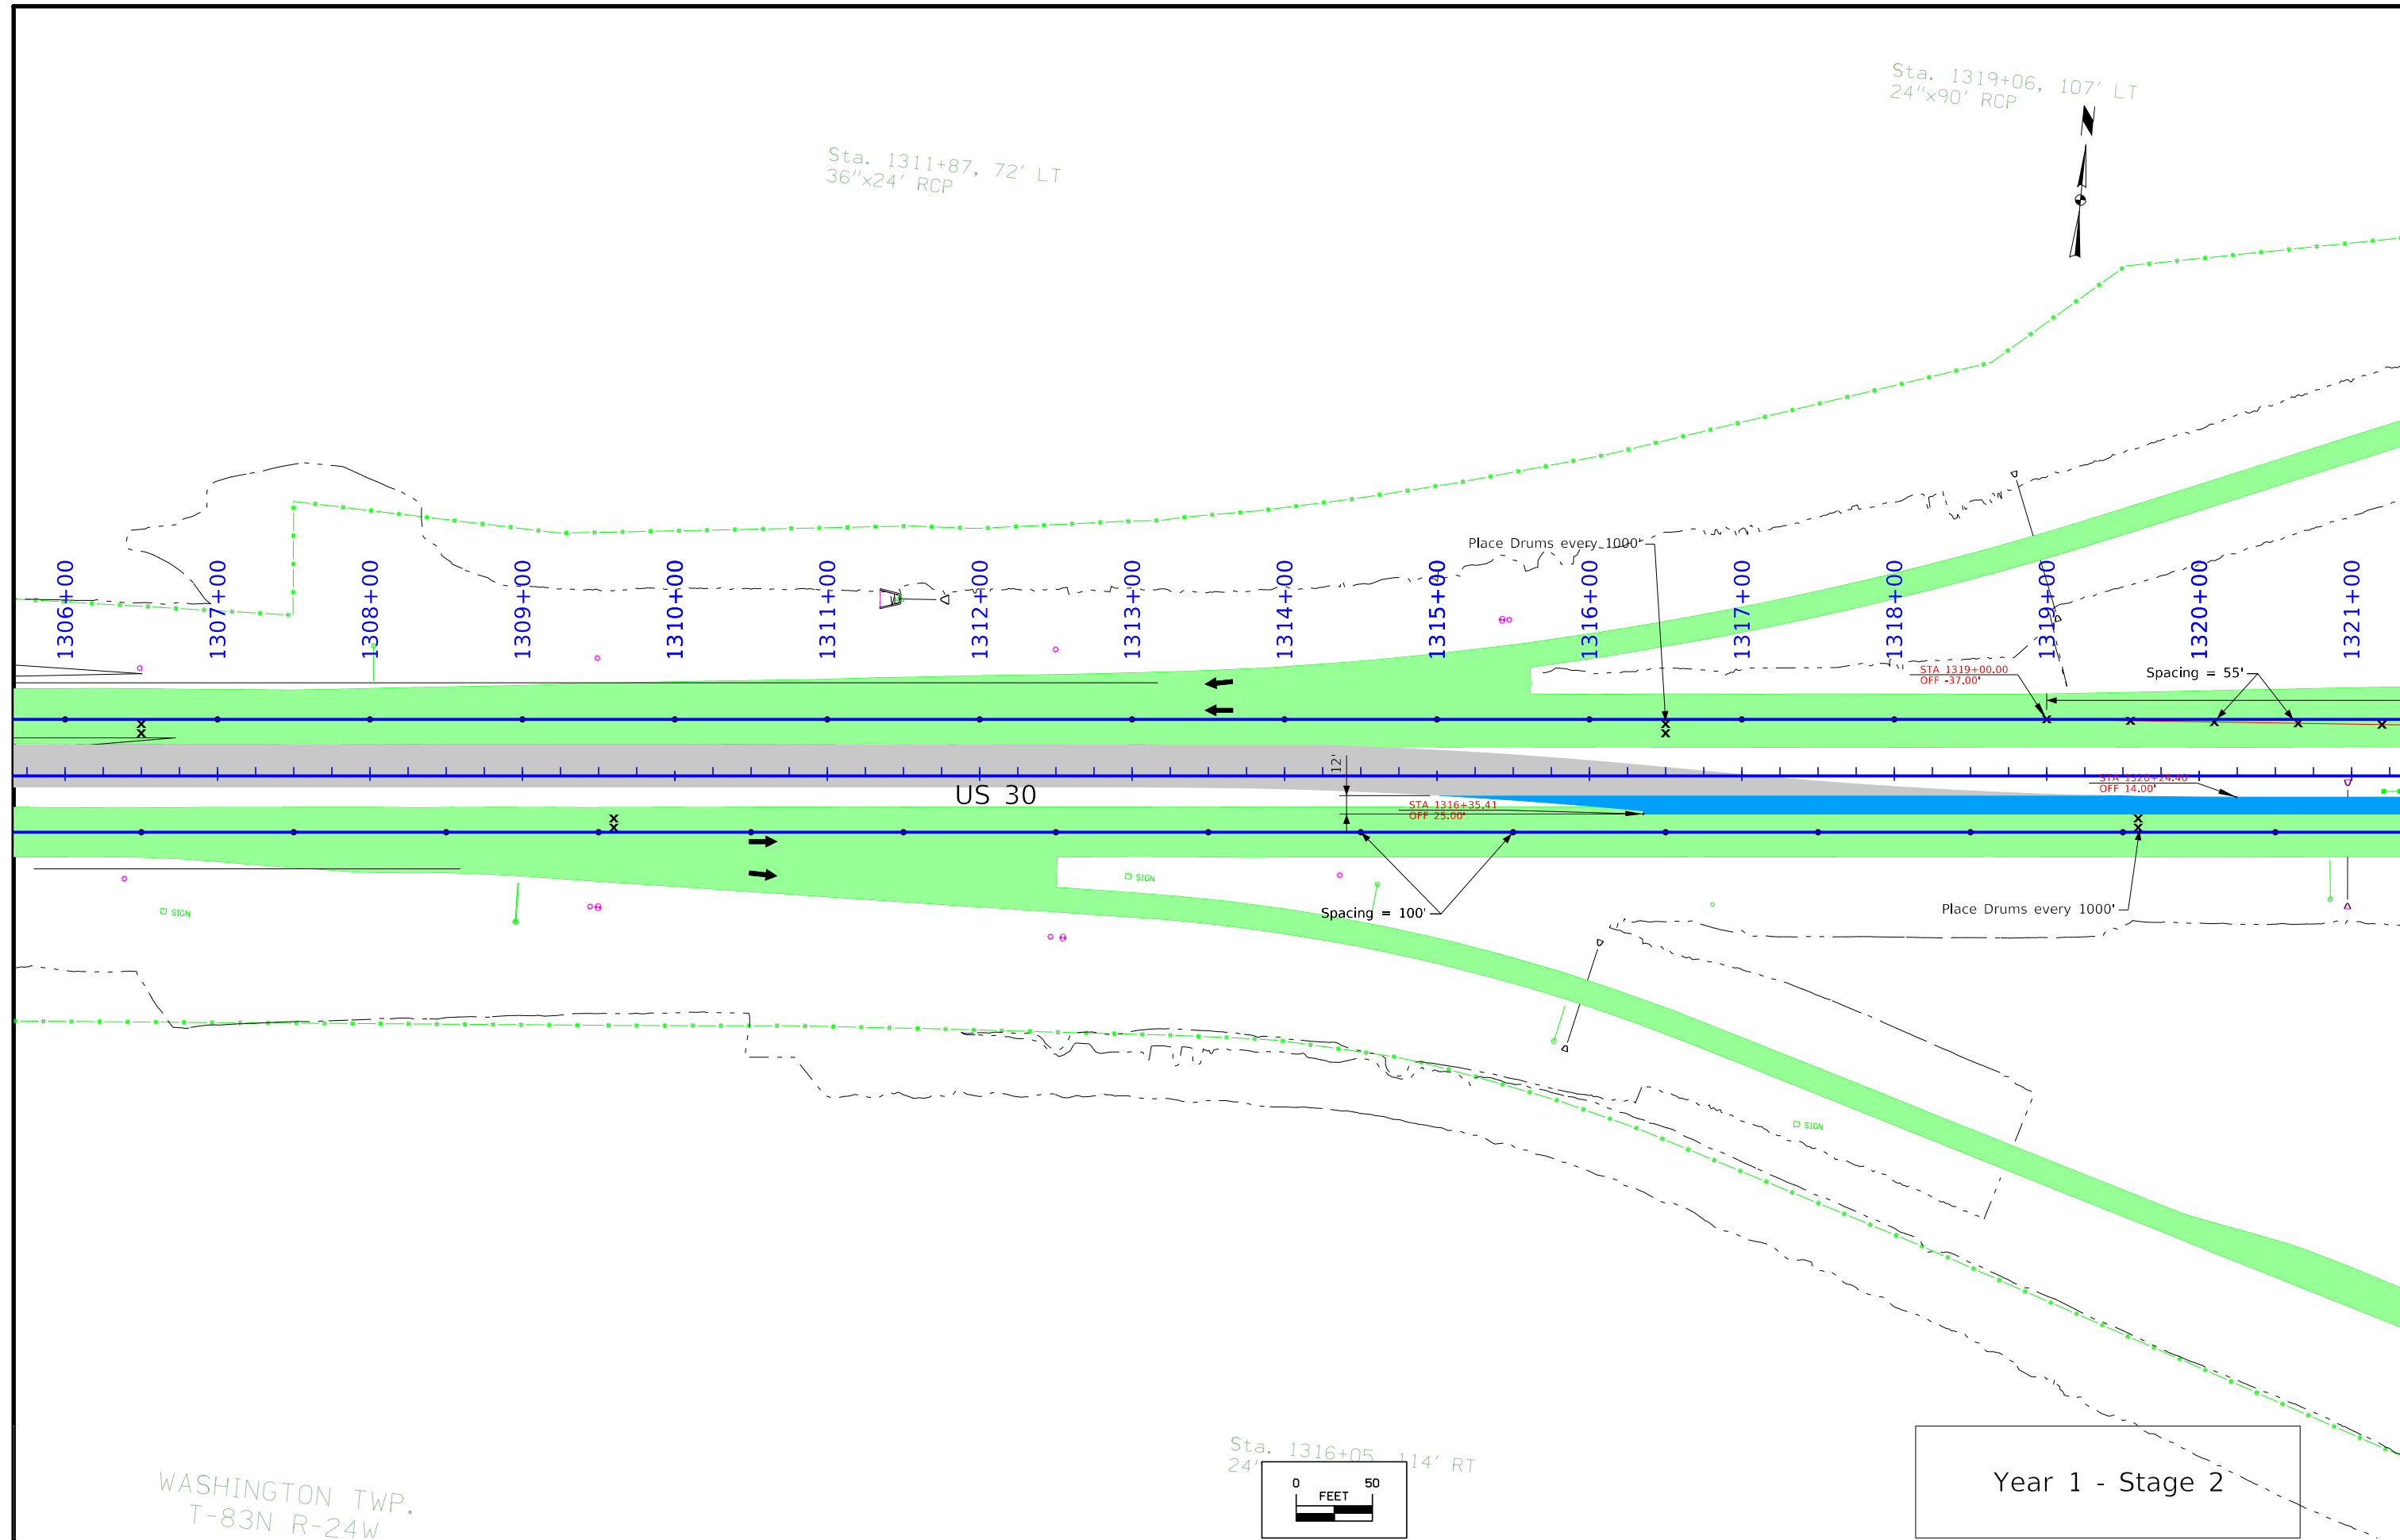 Sta. 1319+06, 107' LT
24"x90' RCP
Sta. 1311+87, 72' LT
36"x24' RCP
Place Drums every 1000'
1306+00
1307+00
1308+00
1309+00
1310+00
1311+00
1312+00
1313+00
1314+00
1315+00
1316+00
1317+00
1318+00
1319+00
1320+00
1321+00
STA 1319+00.00
OFF -37.00'
Spacing = 55'
12'
US 30
STA 1320+24.40
OFF 14.00'
STA 1316+35.41
OFF 25.00'
SIGN
SIGN
Spacing = 100'
Place Drums every 1000'
SIGN
Sta. 1316+05, 114' RT
24"
0 50
FEET
WASHINGTON TWP.
T-83N R-24W
Year 1 - Stage 2